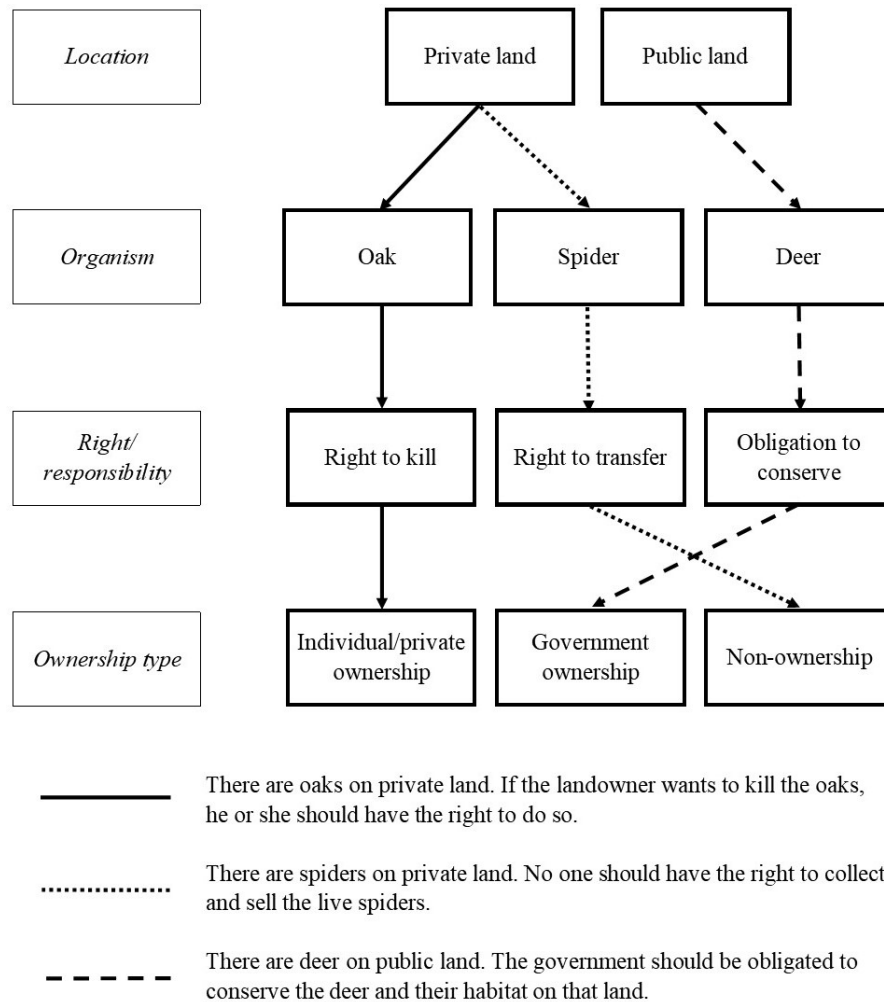 Location
Private land
Public land
Organism
Oak
Spider
Deer
Right/
responsibility
Right to kill
Right to transfer
Obligation to
conserve
Ownership type
Individual/private
ownership
Government
ownership
Non-ownership
There are oaks on private land. If the landowner wants to kill the oaks,
he or she should have the right to do so.
There are spiders on private land. No one should have the right to collect
and sell the live spiders.
There are deer on public land. The government should be obligated to
conserve the deer and their habitat on that land.